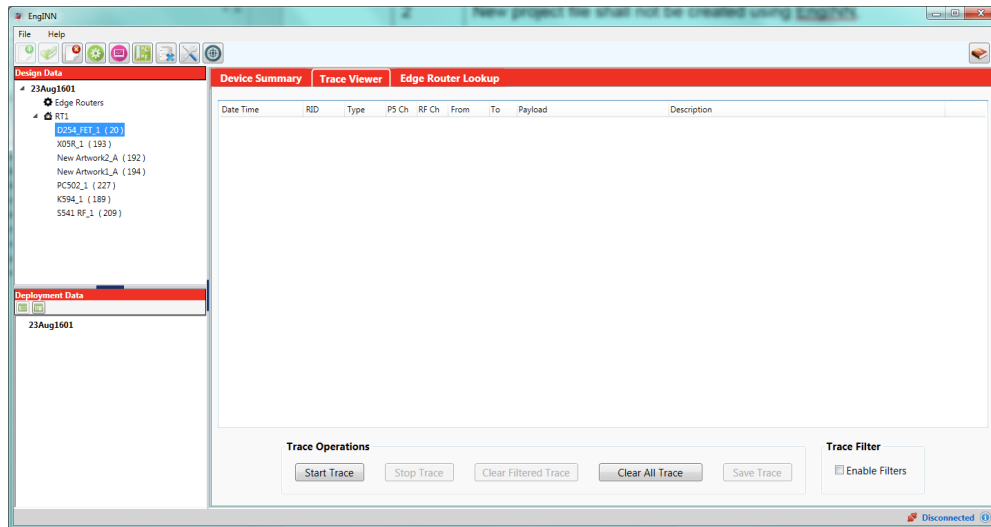 EngINN
2 New project file shall not be created using EngINN.
File Help
Design Data
23Aug1601
Edge Routers
RT1
D254_FET_1 ( 20 )
X05R_1 ( 193 )
New Artwork2_A ( 192 )
New Artwork1_A ( 194 )
PC502_1 ( 227 )
K594_1 ( 189 )
S541 RF_1 ( 209 )
Deployment Data
23Aug1601
Device Summary Trace Viewer Edge Router Lookup
Date Time RID Type P5 Ch RF Ch From To Payload Description
Trace Operations
Start Trace Stop Trace Clear Filtered Trace Clear All Trace Save Trace
Trace Filter
Enable Filters
Disconnected